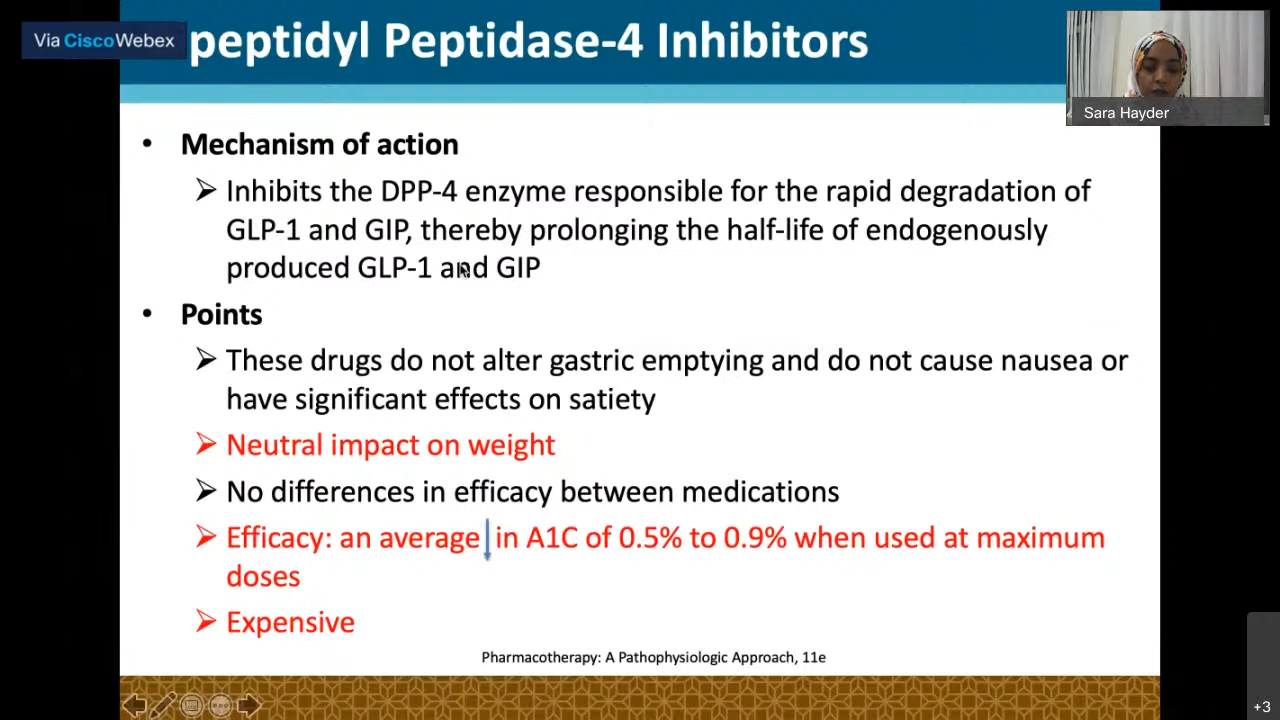 Via Cisco Webex
peptidyl Peptidase-4 Inhibitors
Sara Hayder
• Mechanism of action
➢ Inhibits the DPP-4 enzyme responsible for the rapid degradation of
GLP-1 and GIP, thereby prolonging the half-life of endogenously
produced GLP-1 and GIP
• Points
➢ These drugs do not alter gastric emptying and do not cause nausea or
have significant effects on satiety
➢ Neutral impact on weight
➢ No differences in efficacy between medications
➢ Efficacy: an average ↓ in A1C of 0.5% to 0.9% when used at maximum
doses
➢ Expensive
Pharmacotherapy: A Pathophysiologic Approach, 11e
+3